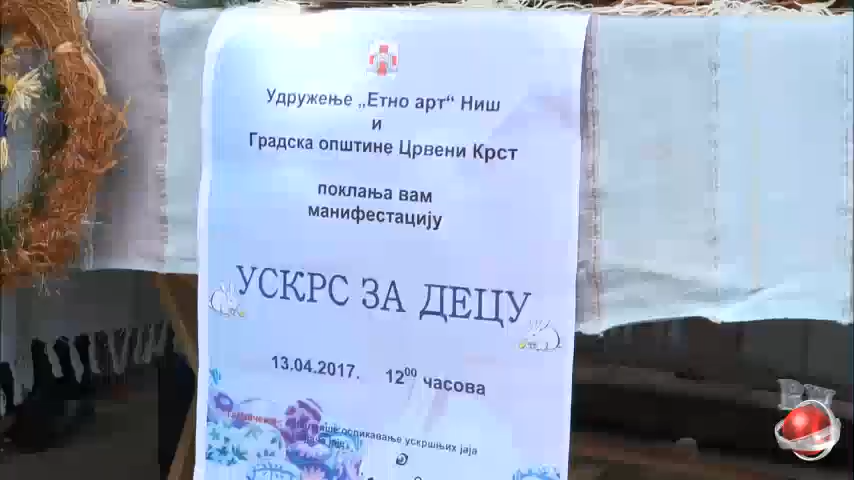 Удружење „Етно арт“ Ниш
и
Градска општине Црвени Крст
поклања вам
манифестацију
УСКРС ЗА ДЕЦУ
13.04.2017. 12⁰⁰ часова
осликавање ускршњих јаја